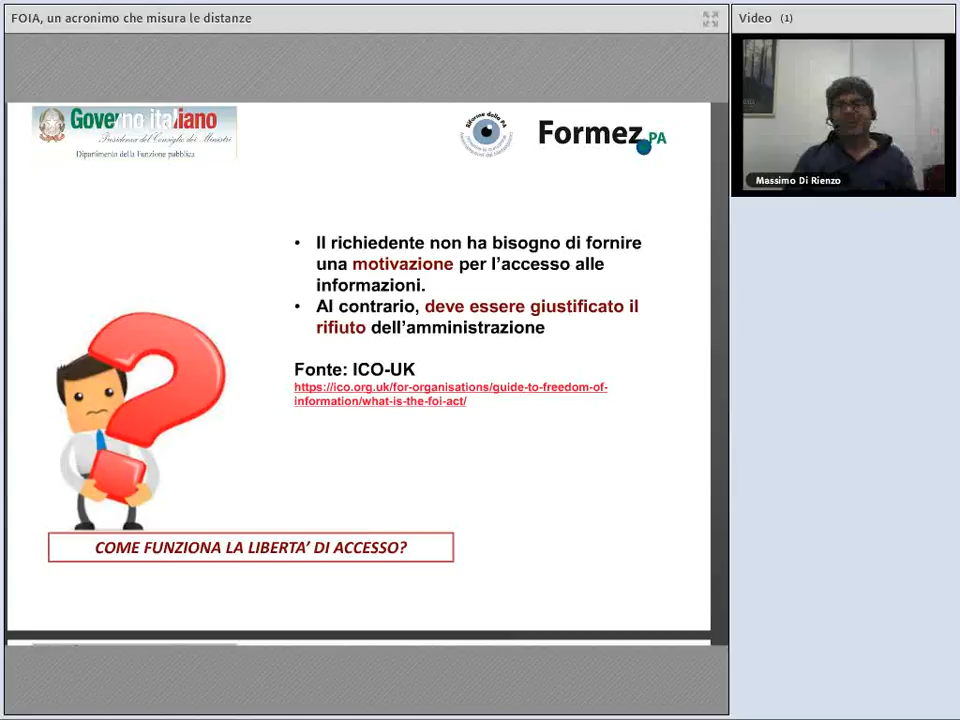 FOIA, un acronimo che misura le distanze
Video (1)
Governo italiano
Presidenza del Consiglio dei Ministri
Dipartimento della Funzione pubblica
Riforme della PA
Formez PA
Massimo Di Rienzo
• Il richiedente non ha bisogno di fornire
una motivazione per l’accesso alle
informazioni.
• Al contrario, deve essere giustificato il
rifiuto dell’amministrazione
Fonte: ICO-UK
https://ico.org.uk/for-organisations/guide-to-freedom-of-
information/what-is-the-foi-act/
COME FUNZIONA LA LIBERTA’ DI ACCESSO?